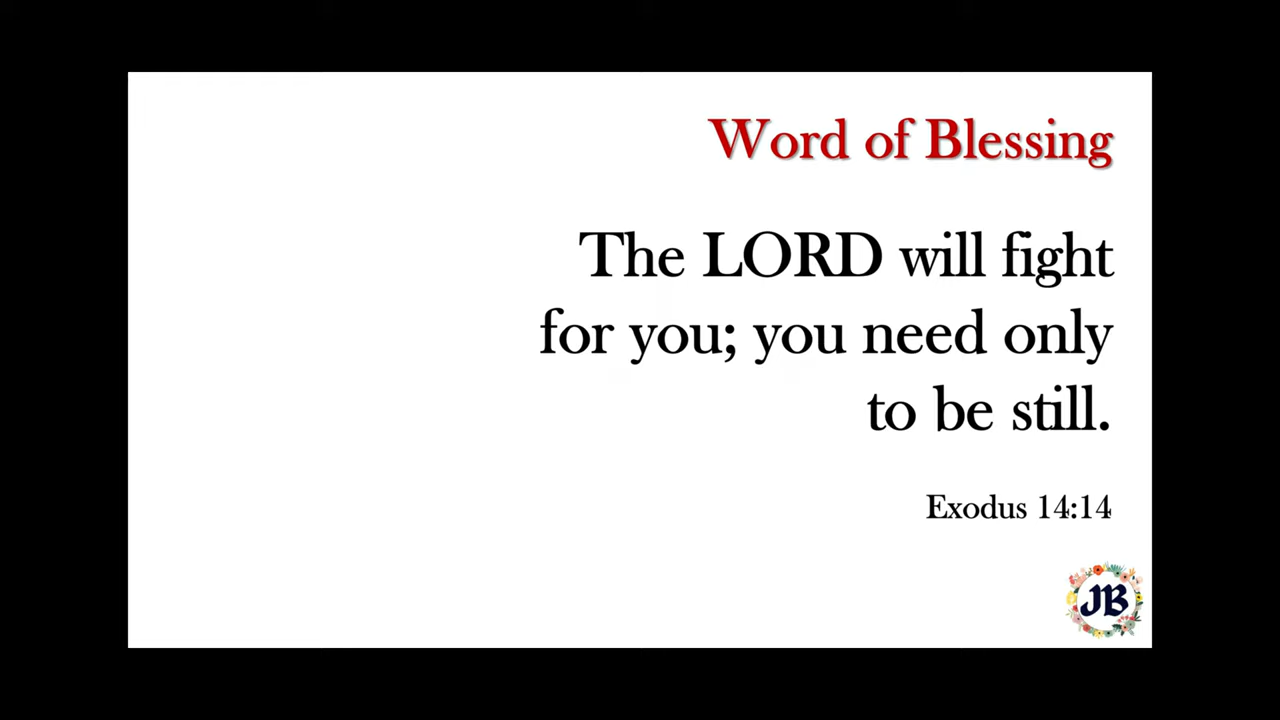 Word of Blessing
The LORD will fight
for you; you need only
to be still.
Exodus 14:14
JB